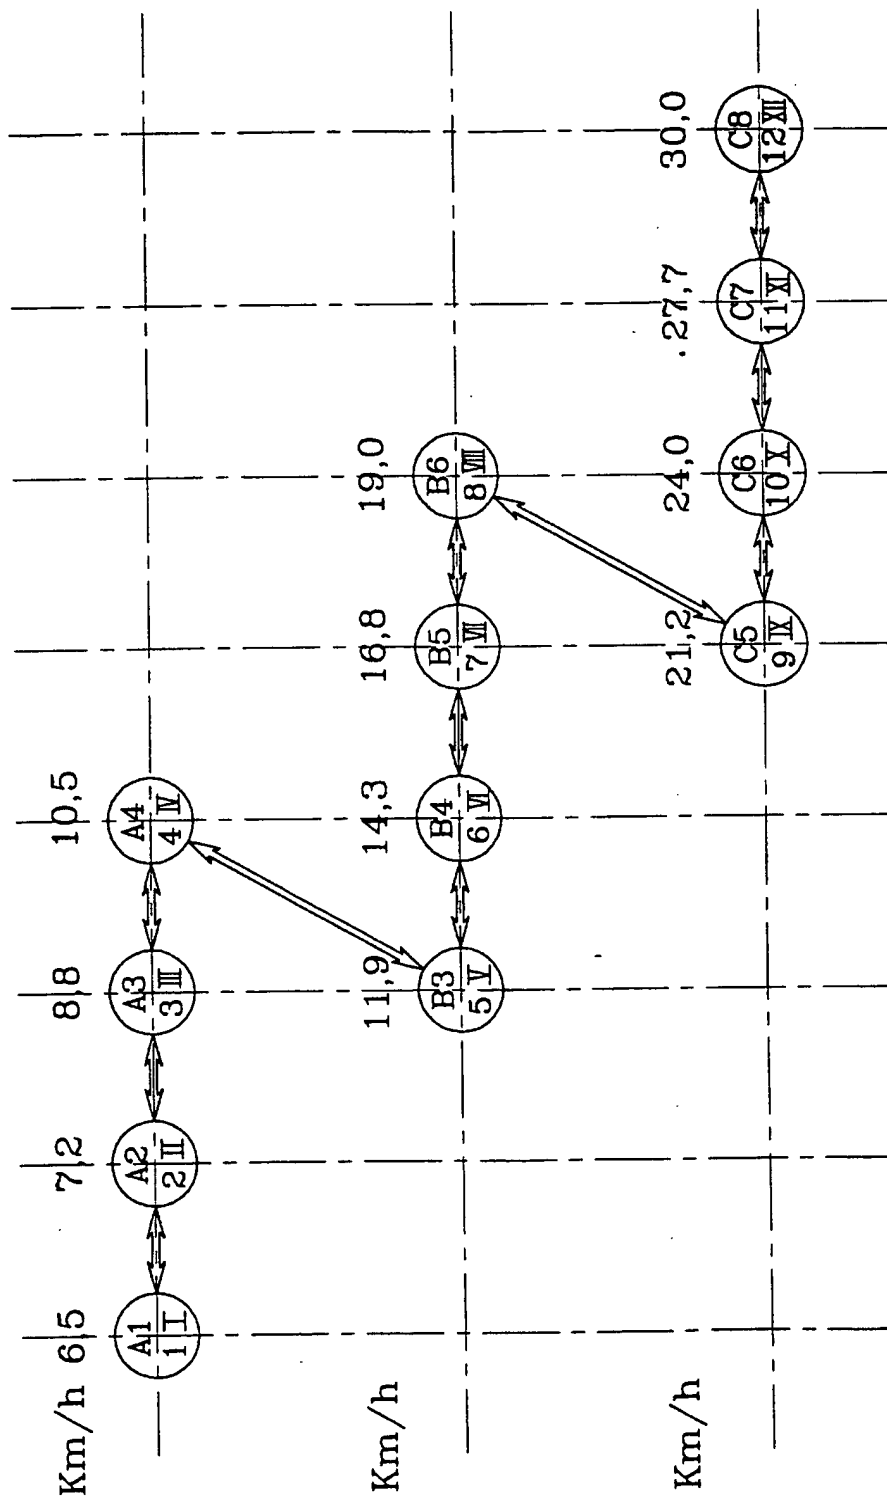 Km/h 6,5 7,2 8,8 10,5
A1 A2 A3 A4
1 I 2 II 3 III 4 IV
Km/h 11,9 14,3 16,8 19,0
B3 B4 B5 B6
5 V 6 VI 7 VII 8 VIII
Km/h 21,2 24,0 27,7 30,0
C5 C6 C7 C8
9 IX 10 X 11 XI 12 XII